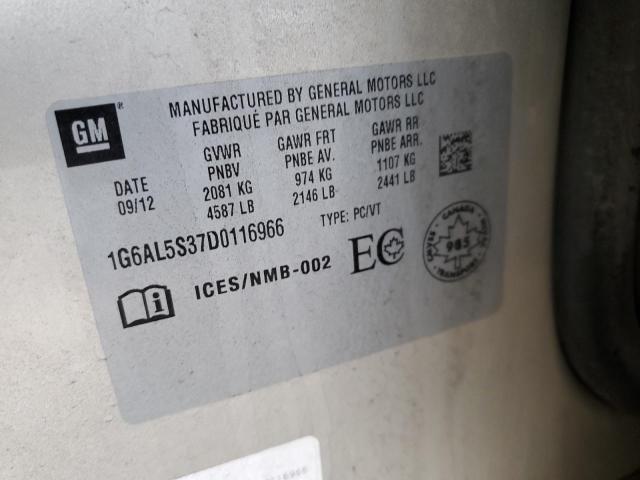 GM ®
MANUFACTURED BY GENERAL MOTORS LLC
FABRIQUÉ PAR GENERAL MOTORS LLC
DATE
09/12
GVWR
PNBV
2081 KG
4587 LB
GAWR FRT
PNBE AV.
974 KG
2146 LB
GAWR RR
PNBE ARR.
1107 KG
2441 LB
1G6AL5S37D0116966
TYPE: PC/VT
ICES/NMB-002
EC
CANADA
985
TRANSPORT